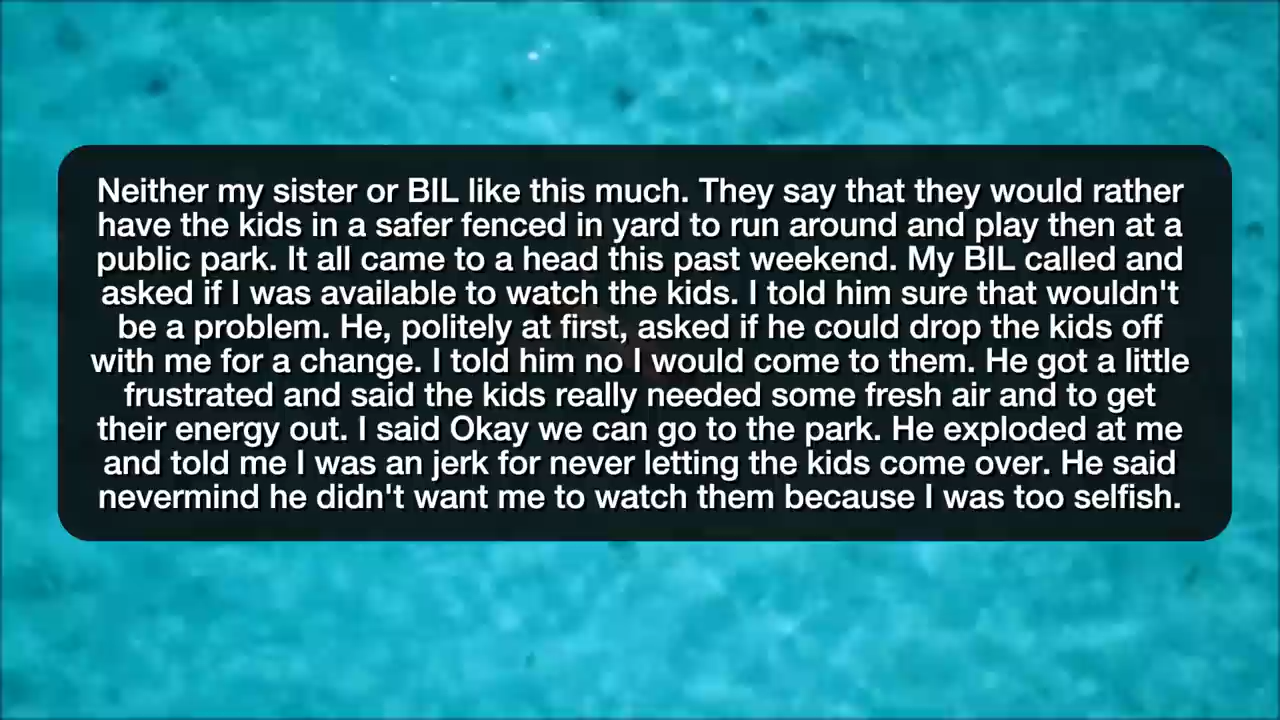 Neither my sister or BIL like this much. They say that they would rather
have the kids in a safer fenced in yard to run around and play then at a
public park. It all came to a head this past weekend. My BIL called and
asked if I was available to watch the kids. I told him sure that wouldn't
be a problem. He, politely at first, asked if he could drop the kids off
with me for a change. I told him no I would come to them. He got a little
frustrated and said the kids really needed some fresh air and to get
their energy out. I said Okay we can go to the park. He exploded at me
and told me I was an jerk for never letting the kids come over. He said
nevermind he didn't want me to watch them because I was too selfish.